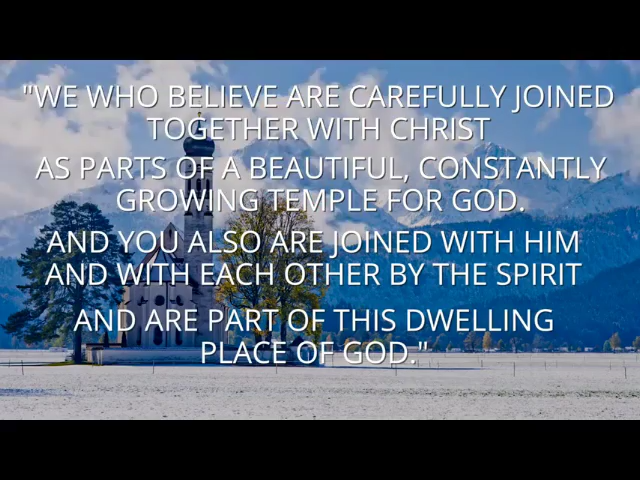 "WE WHO BELIEVE ARE CAREFULLY JOINED
TOGETHER WITH CHRIST
AS PARTS OF A BEAUTIFUL, CONSTANTLY
GROWING TEMPLE FOR GOD.
AND YOU ALSO ARE JOINED WITH HIM
AND WITH EACH OTHER BY THE SPIRIT
AND ARE PART OF THIS DWELLING
PLACE OF GOD."